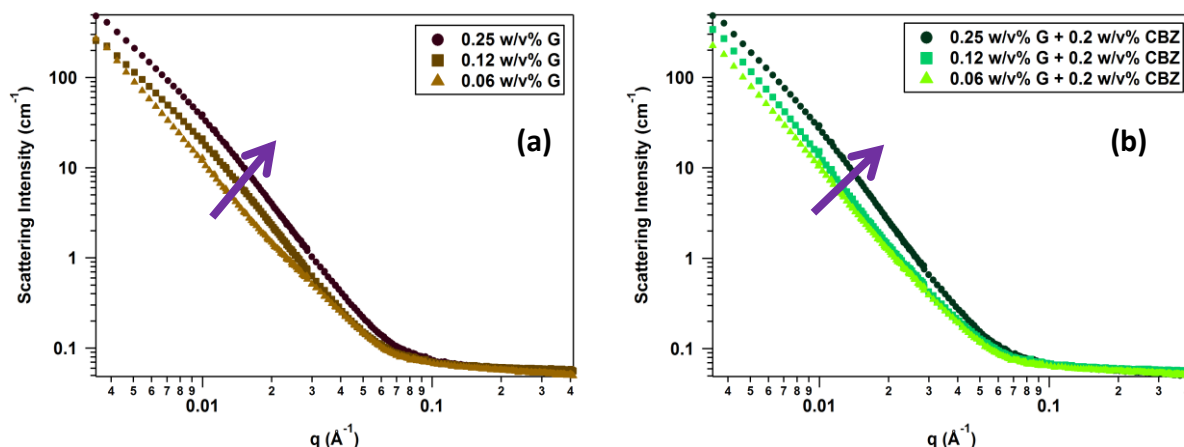 0.25 w/v% G
0.12 w/v% G
0.06 w/v% G
(a)
100
10
1
0.1
Scattering Intensity (cm-1)
4 5 6 7 8 9 2 3 4 5 6 7 8 9 2 3 4
0.01 0.1
q (Å-1)
0.25 w/v% G + 0.2 w/v% CBZ
0.12 w/v% G + 0.2 w/v% CBZ
0.06 w/v% G + 0.2 w/v% CBZ
(b)
100
10
1
0.1
Scattering Intensity (cm-1)
4 5 6 7 8 9 2 3 4 5 6 7 8 9 2 3
0.01 0.1
q (Å-1)